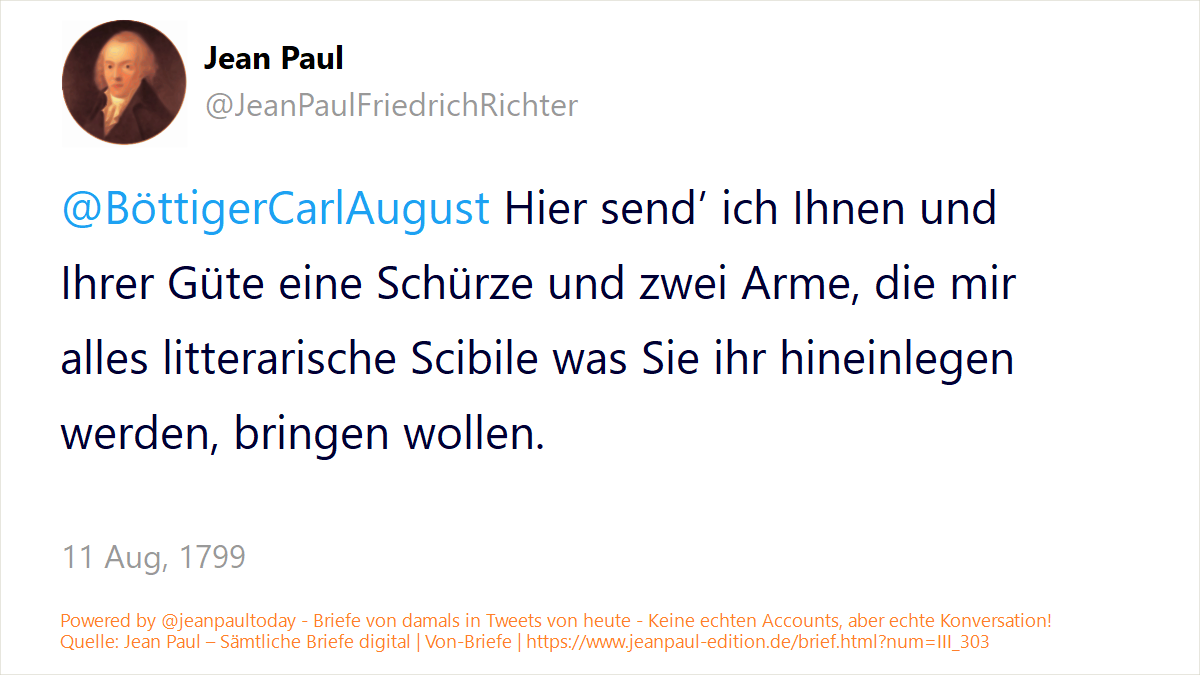 Jean Paul
@JeanPaulFriedrichRichter
@BöttigerCarlAugust Hier send’ ich Ihnen und
Ihrer Güte eine Schürze und zwei Arme, die mir
alles litterarische Scibile was Sie ihr hineinlegen
werden, bringen wollen.
11 Aug, 1799
Powered by @jeanpaultoday - Briefe von damals in Tweets von heute - Keine echten Accounts, aber echte Konversation!
Quelle: Jean Paul – Sämtliche Briefe digital | Von-Briefe | https://www.jeanpaul-edition.de/brief.html?num=III_303